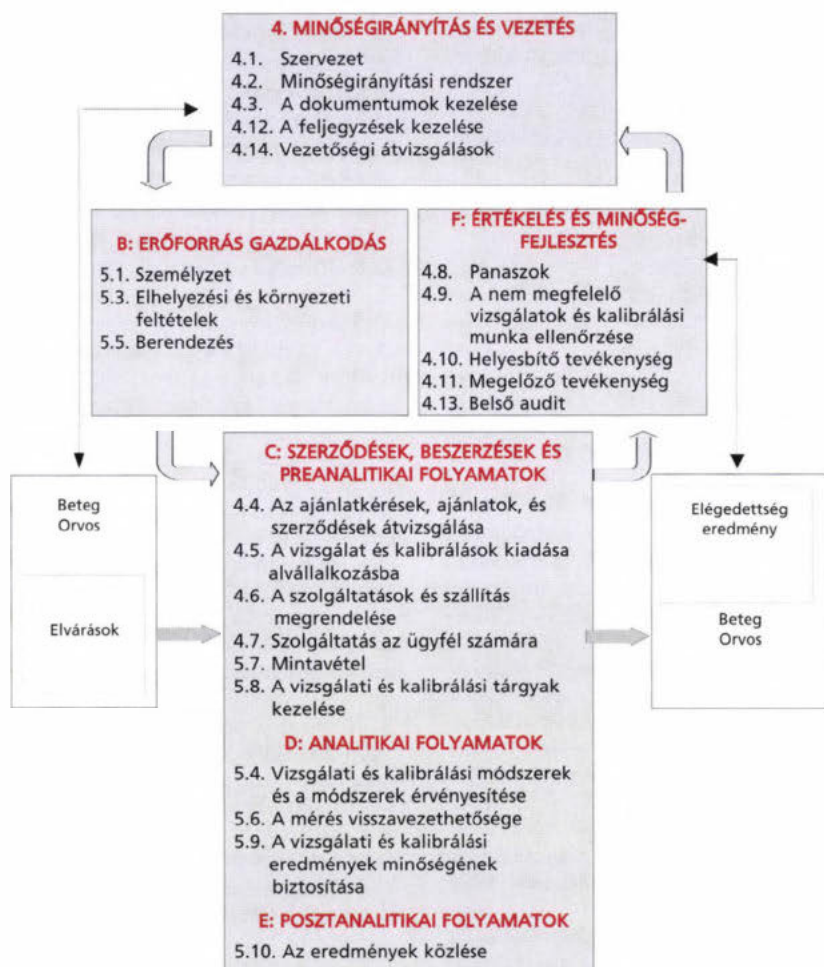 4. MINŐSÉGIRÁNYÍTÁS ÉS VEZETÉS
4.1. Szervezet
4.2. Minőségirányítási rendszer
4.3. A dokumentumok kezelése
4.12. A feljegyzések kezelése
4.14. Vezetőségi átvizsgálások
B: ERŐFORRÁS GAZDÁLKODÁS
5.1. Személyzet
5.3. Elhelyezési és környezeti
feltételek
5.5. Berendezés
F: ÉRTÉKELÉS ÉS MINŐSÉG-
FEJLESZTÉS
4.8. Panaszok
4.9. A nem megfelelő
vizsgálatok és kalibrálási
munka ellenőrzése
4.10. Helyesbítő tevékenység
4.11. Megelőző tevékenység
4.13. Belső audit
Beteg
Orvos
Elvárások
C: SZERZŐDÉSEK, BESZERZÉSEK ÉS
PREANALITIKAI FOLYAMATOK
4.4. Az ajánlatkérések, ajánlatok, és
szerződések átvizsgálása
4.5. A vizsgálat és kalibrálások kiadása
alvállalkozásba
4.6. A szolgáltatások és szállítás
megrendelése
4.7. Szolgáltatás az ügyfél számára
5.7. Mintavétel
5.8. A vizsgálati és kalibrálási tárgyak
kezelése
D: ANALITIKAI FOLYAMATOK
5.4. Vizsgálati és kalibrálási módszerek
és a módszerek érvényesítése
5.6. A mérés visszavezethetősége
5.9. A vizsgálati és kalibrálási
eredmények minőségének
biztosítása
E: POSZTANALITIKAI FOLYAMATOK
5.10. Az eredmények közlése
Elégedettség
eredmény
Beteg
Orvos